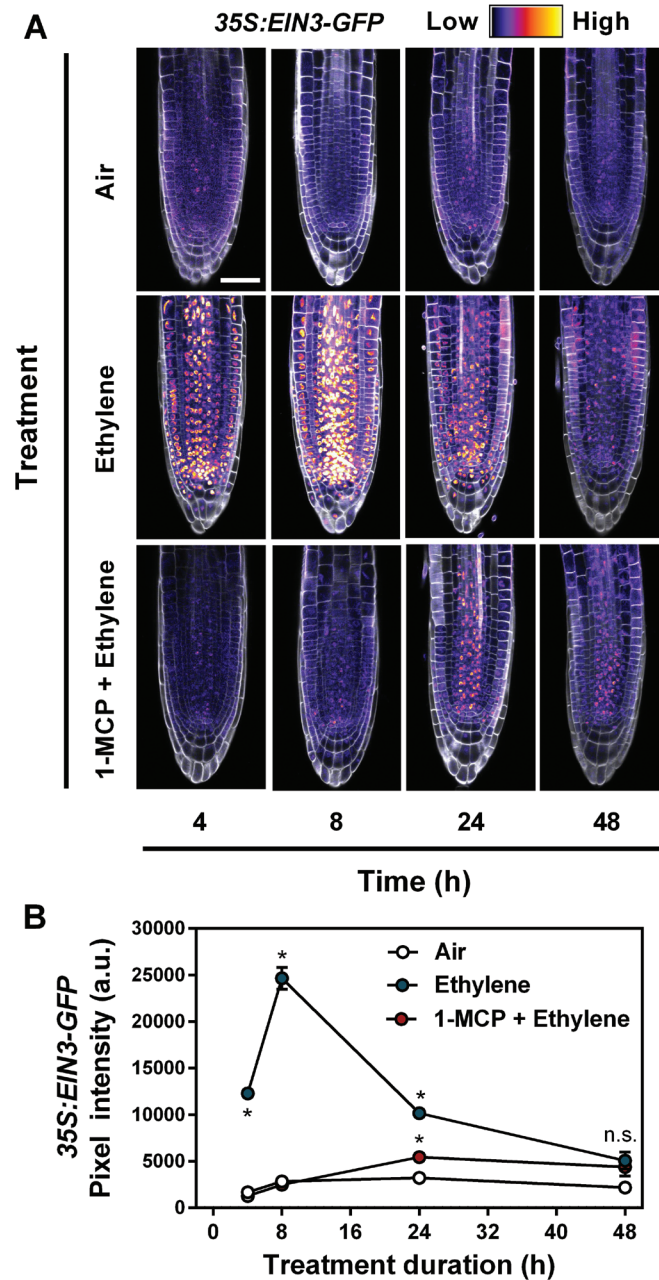 A
35S:EIN3-GFP
Low High
Treatment
Air
Ethylene
1-MCP + Ethylene
4 8 24 48
Time (h)
B
35S:EIN3-GFP
Pixel intensity (a.u.)
30000
25000
20000
15000
10000
5000
0
Air
Ethylene
1-MCP + Ethylene
*
*
*
*
n.s.
0 8 16 24 32 40 48
Treatment duration (h)